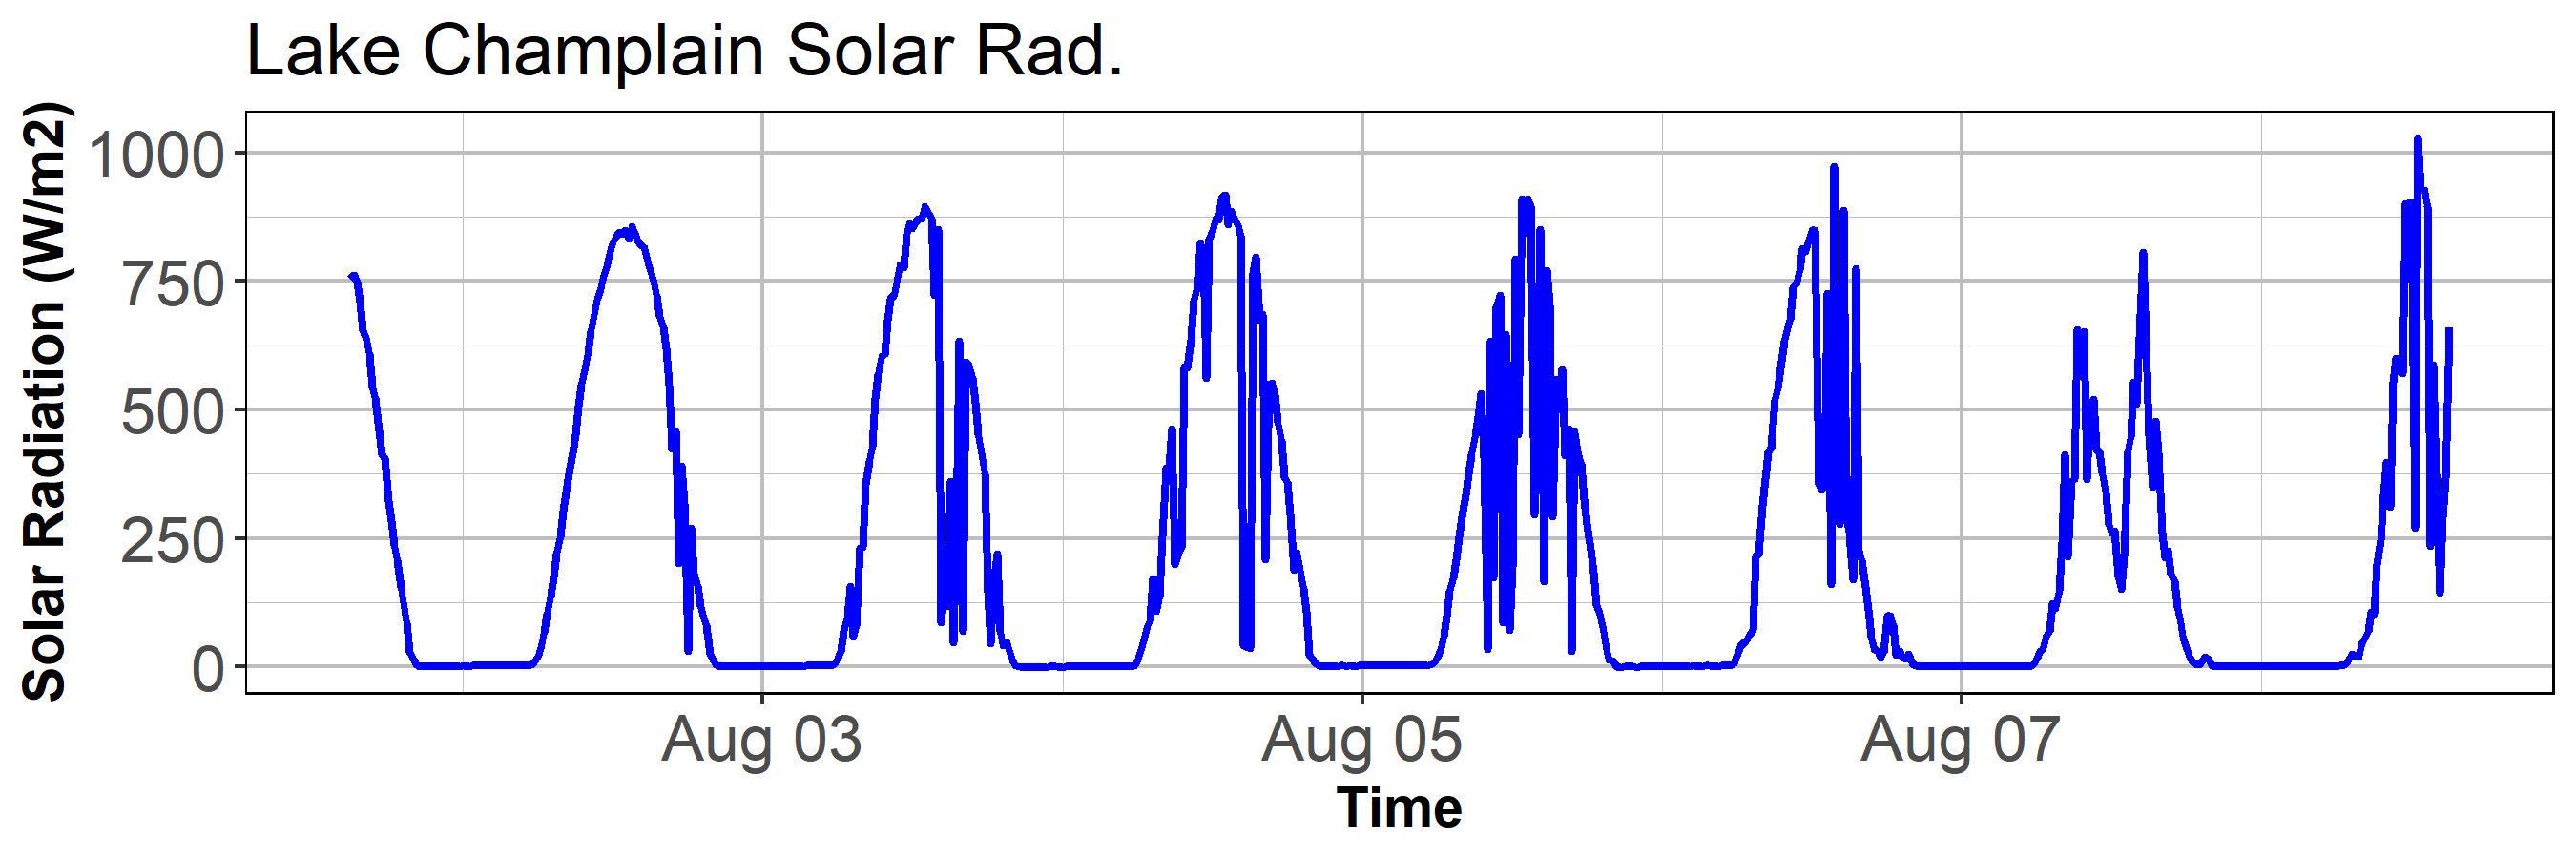 Lake Champlain Solar Rad.
Solar Radiation (W/m2)
1000
750
500
250
0
Aug 03 Aug 05 Aug 07
Time